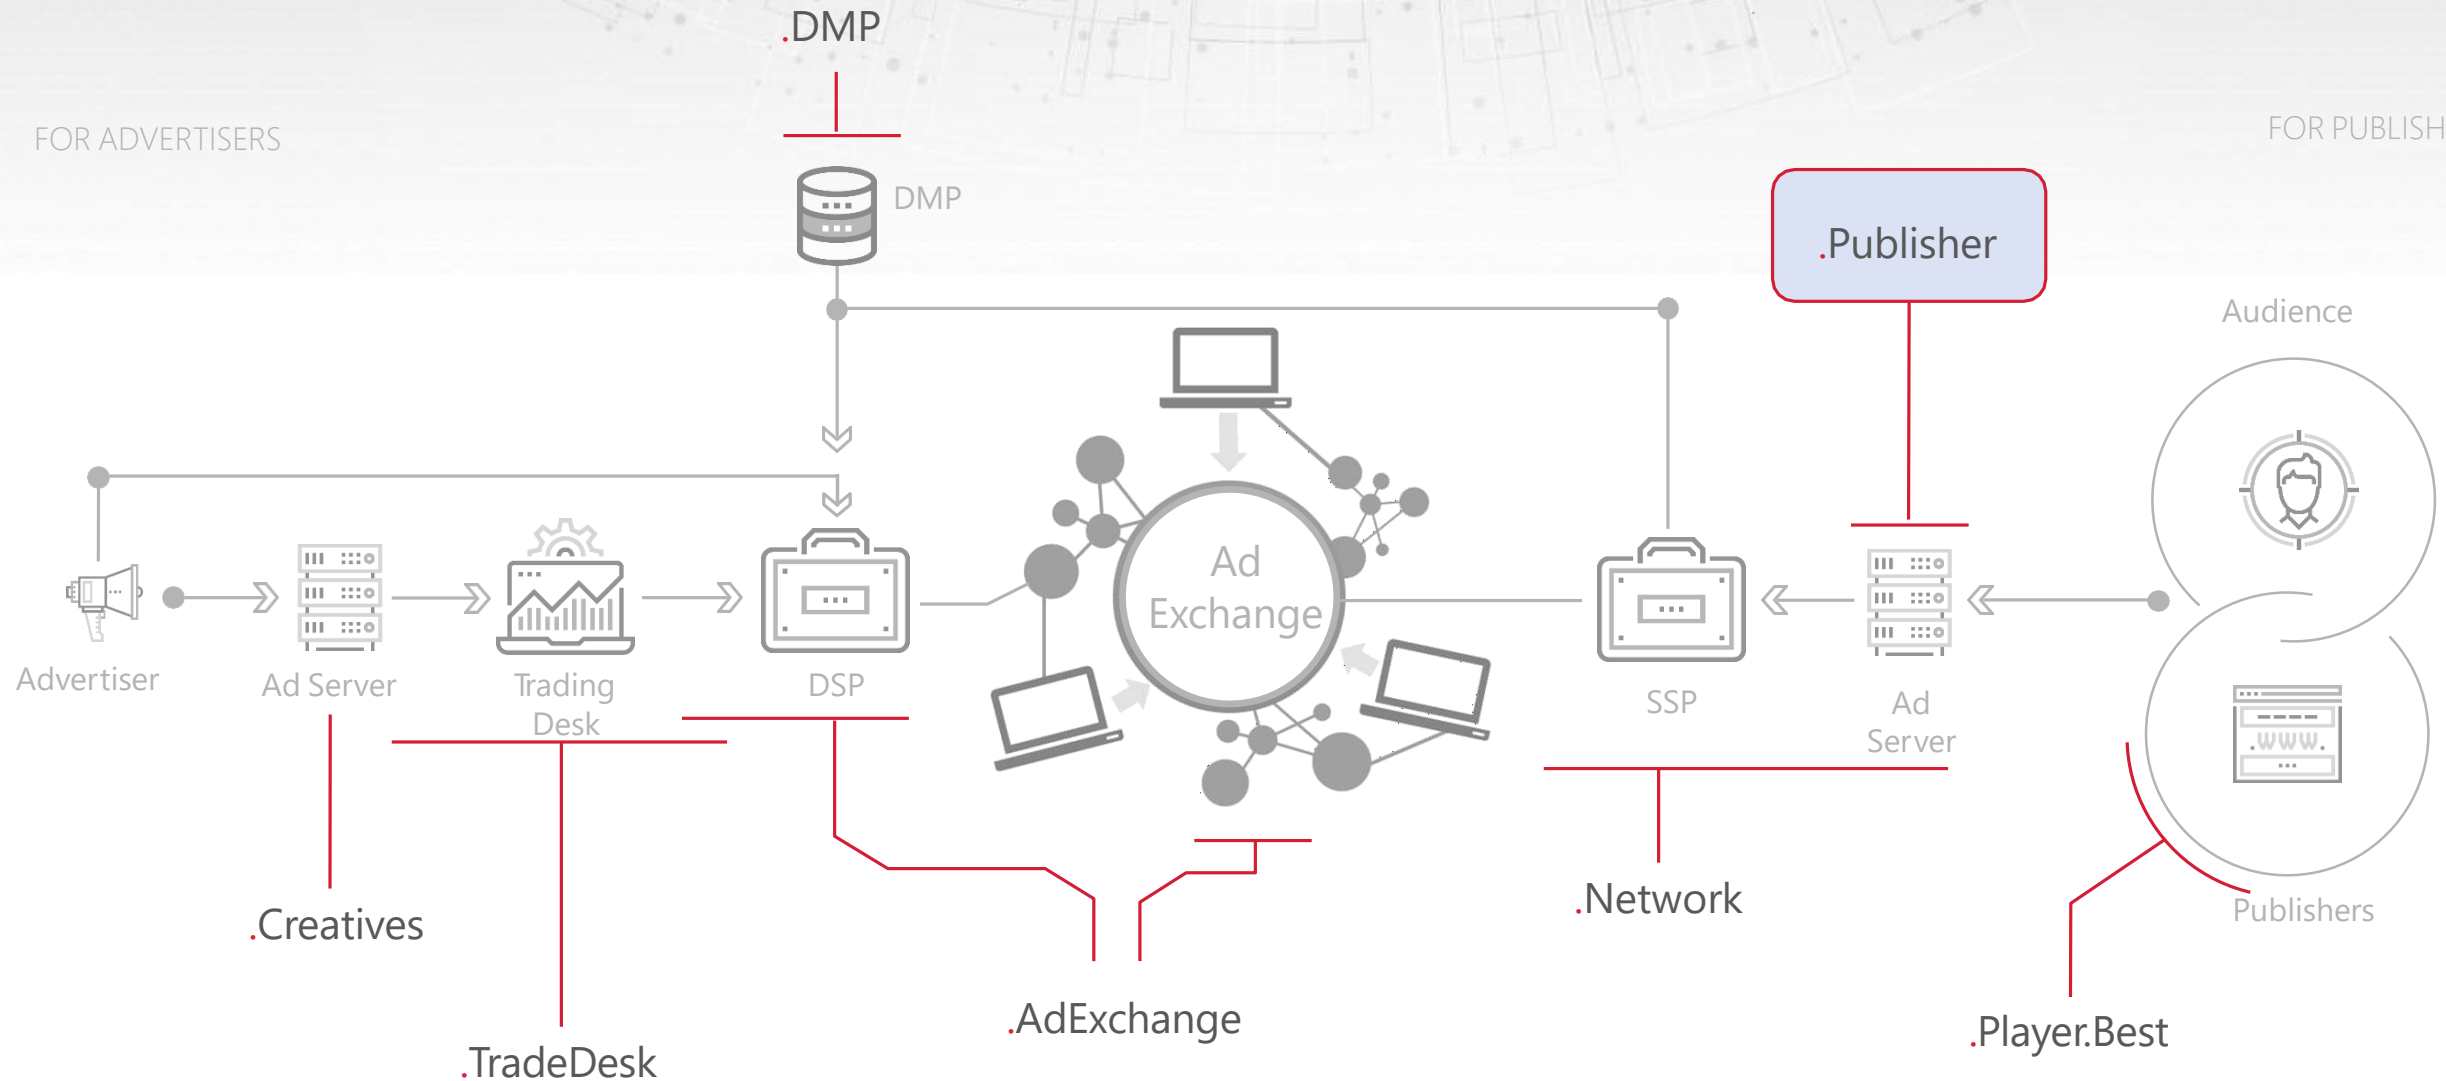 .DMP
FOR ADVERTISERS
FOR PUBLISH
DMP
.Publisher
Audience
Ad
Exchange
Advertiser
Ad Server
Trading
Desk
DSP
SSP
Ad
Server
.WWW.
Publishers
.Creatives
.Network
.AdExchange
.Player.Best
.TradeDesk